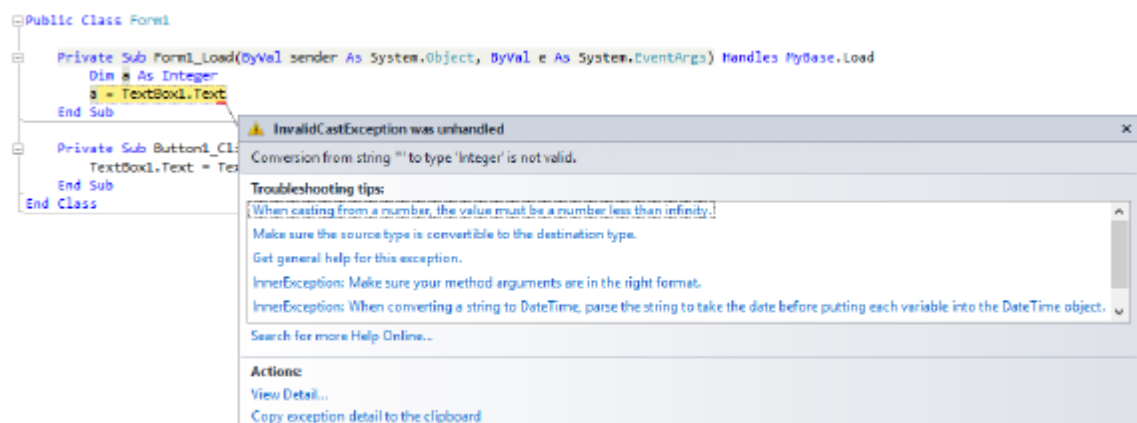 Public Class Form1
Private Sub Form1_Load(ByVal sender As System.Object, ByVal e As System.EventArgs) Handles MyBase.Load
Dim a As Integer
a = TextBox1.Text
End Sub
Private Sub Button1_Cl
TextBox1.Text = Te
End Sub
End Class
InvalidCastException was unhandled
Conversion from string "" to type 'Integer' is not valid.
Troubleshooting tips:
When casting from a number, the value must be a number less than infinity.
Make sure the source type is convertible to the destination type.
Get general help for this exception.
InnerException: Make sure your method arguments are in the right format.
InnerException: When converting a string to DateTime, parse the string to take the date before putting each variable into the DateTime object.
Search for more Help Online...
Actions:
View Detail...
Copy exception detail to the clipboard